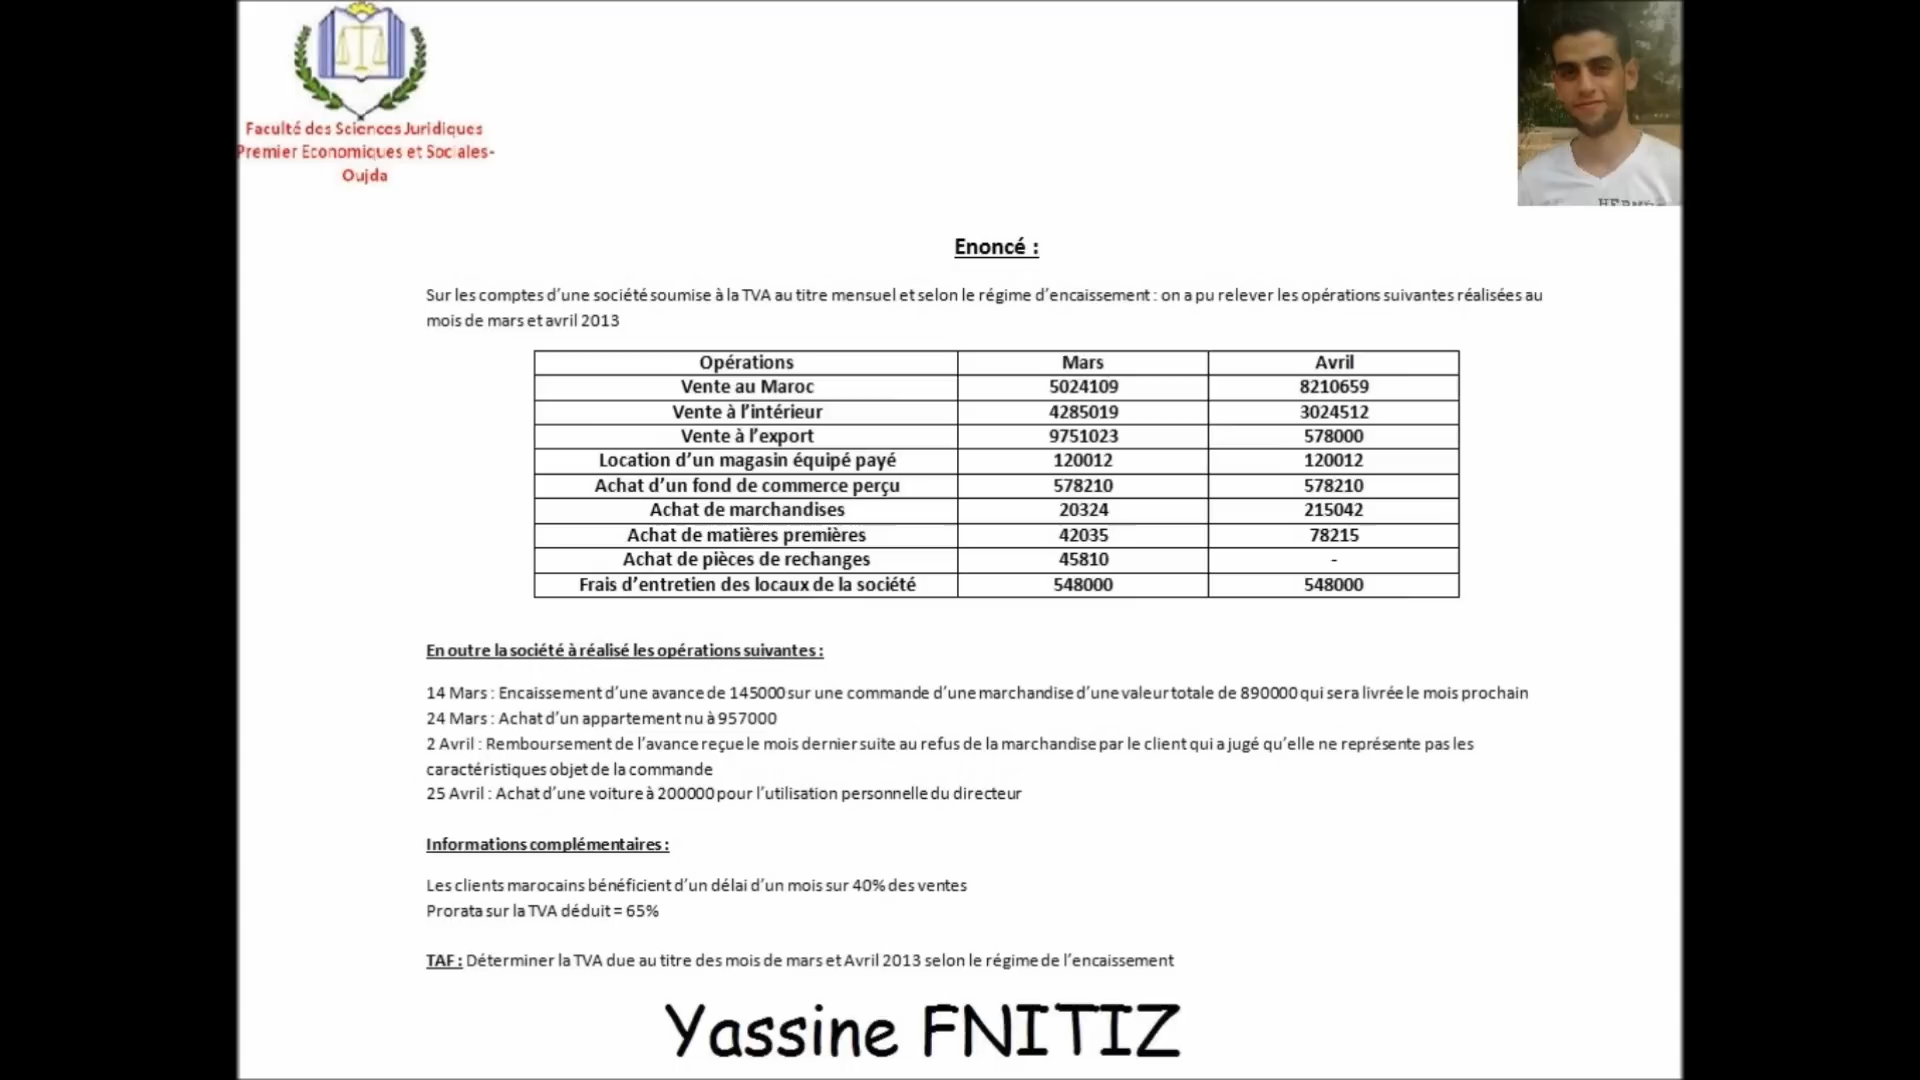 Faculté des Sciences Juridiques
Premier Economiques et Sociales-
Oujda
HERM
Enoncé :
Sur les comptes d'une société soumise à la TVA au titre mensuel et selon le régime d'encaissement : on a pu relever les opérations suivantes réalisées au
mois de mars et avril 2013
Opérations Mars Avril
Vente au Maroc 5024109 8210659
Vente à l'intérieur 4285019 3024512
Vente à l'export 9751023 578000
Location d'un magasin équipé payé 120012 120012
Achat d'un fond de commerce perçu 578210 578210
Achat de marchandises 20324 215042
Achat de matières premières 42035 78215
Achat de pièces de rechanges 45810 -
Frais d'entretien des locaux de la société 548000 548000
En outre la société à réalisé les opérations suivantes :
14 Mars : Encaissement d'une avance de 145000 sur une commande d'une marchandise d'une valeur totale de 890000 qui sera livrée le mois prochain
24 Mars : Achat d'un appartement nu à 957000
2 Avril : Remboursement de l'avance reçue le mois dernier suite au refus de la marchandise par le client qui a jugé qu'elle ne représente pas les
caractéristiques objet de la commande
25 Avril : Achat d'une voiture à 200000 pour l'utilisation personnelle du directeur
Informations complémentaires :
Les clients marocains bénéficient d'un délai d'un mois sur 40% des ventes
Prorata sur la TVA déduit = 65%
TAF : Déterminer la TVA due au titre des mois de mars et Avril 2013 selon le régime de l'encaissement
Yassine FNITIZ